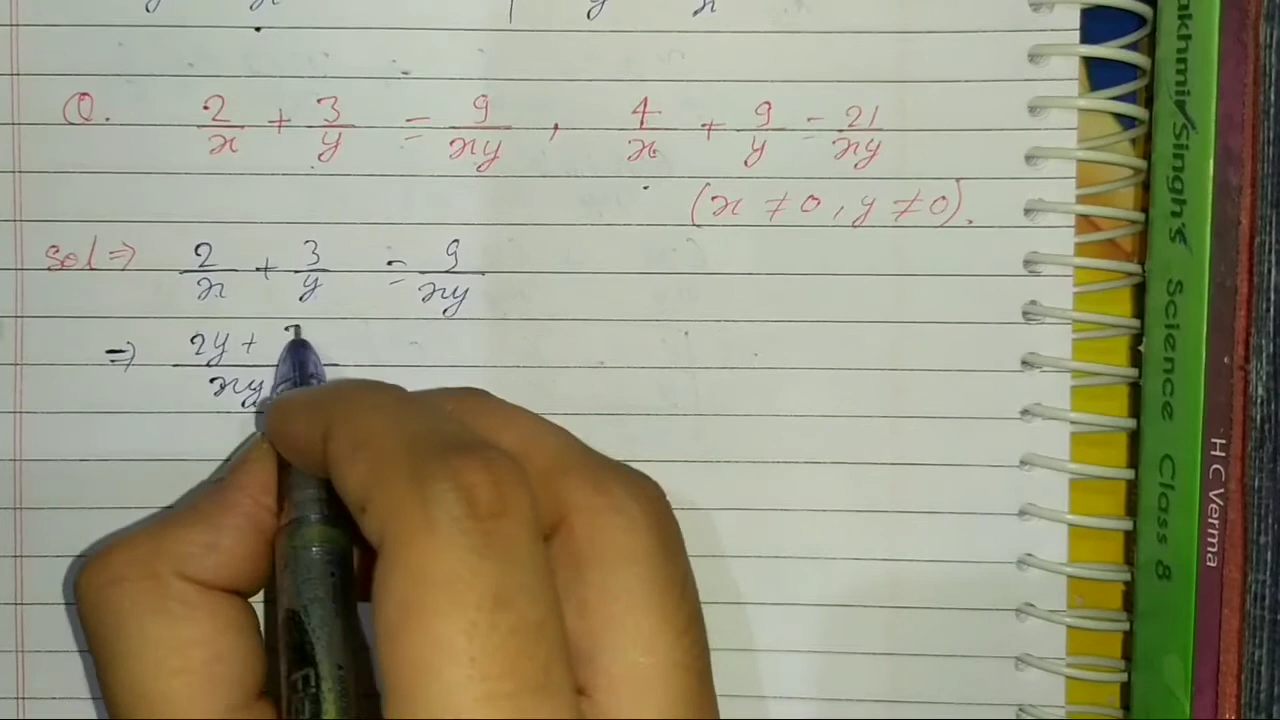 Q. 2/x + 3/y = 9/xy , 4/x + 9/y = 21/xy
(x ≠ 0, y ≠ 0).
Sol ⇒ 2/x + 3/y = 9/xy
⇒ 2y + / xy
akhmir Singh's Science Class 8
H C Verma